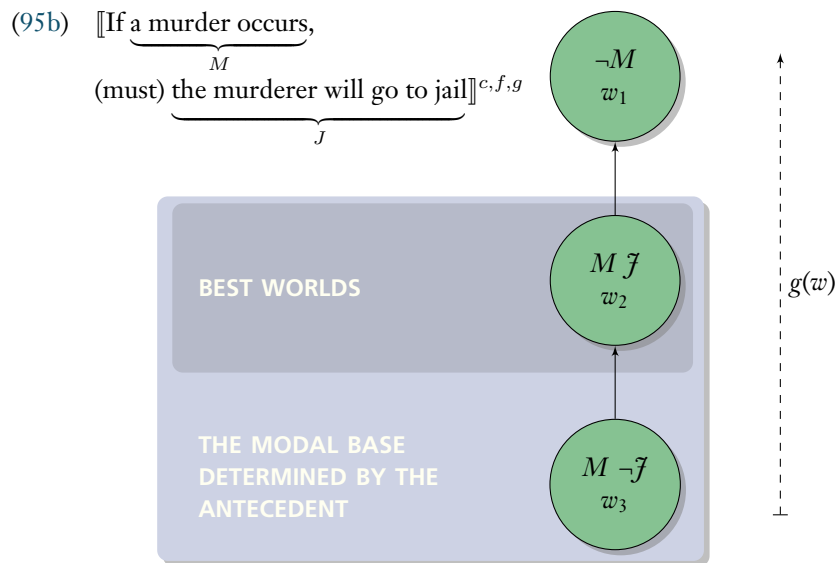 (95b) ⟦If a murder occurs,
M
(must) the murderer will go to jail⟧c,f,g
J
¬M
w1
BEST WORLDS
M J
w2
g(w)
THE MODAL BASE
DETERMINED BY THE
ANTECEDENT
M ¬J
w3